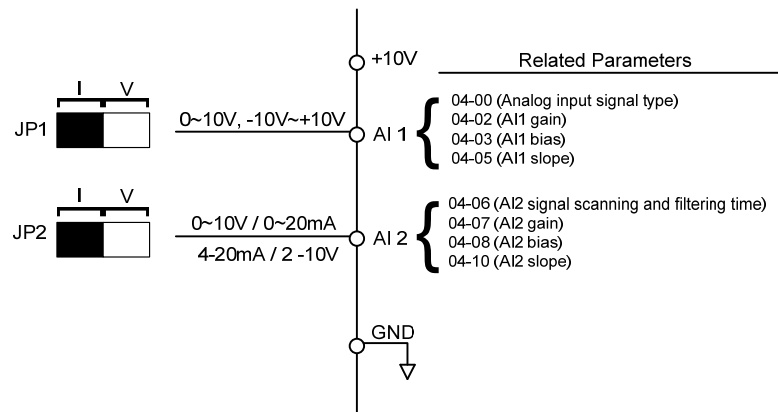 +10V
Related Parameters
I V
JP1
0~10V, -10V~+10V
AI 1
04-00 (Analog input signal type)
04-02 (AI1 gain)
04-03 (AI1 bias)
04-05 (AI1 slope)
I V
JP2
0~10V / 0~20mA
4-20mA / 2 -10V
AI 2
04-06 (AI2 signal scanning and filtering time)
04-07 (AI2 gain)
04-08 (AI2 bias)
04-10 (AI2 slope)
GND